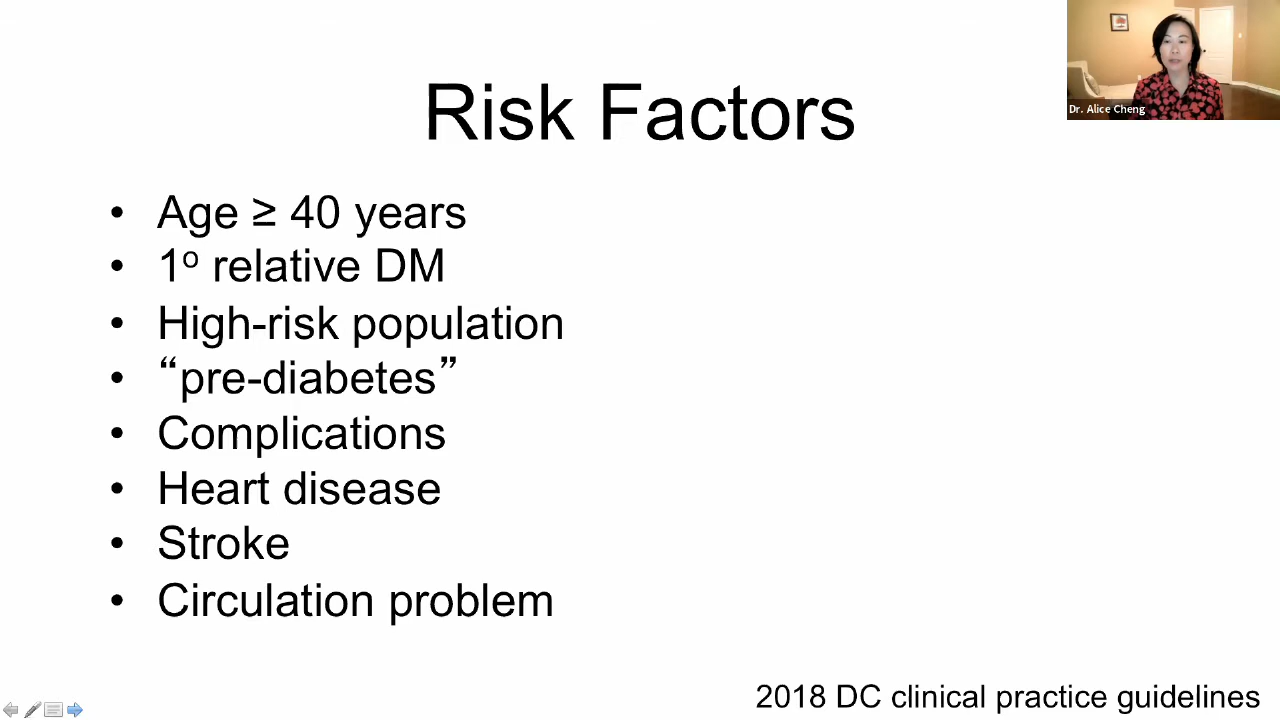 Dr. Alice Cheng
Risk Factors
• Age ≥ 40 years
• 1º relative DM
• High-risk population
• “pre-diabetes”
• Complications
• Heart disease
• Stroke
• Circulation problem
2018 DC clinical practice guidelines